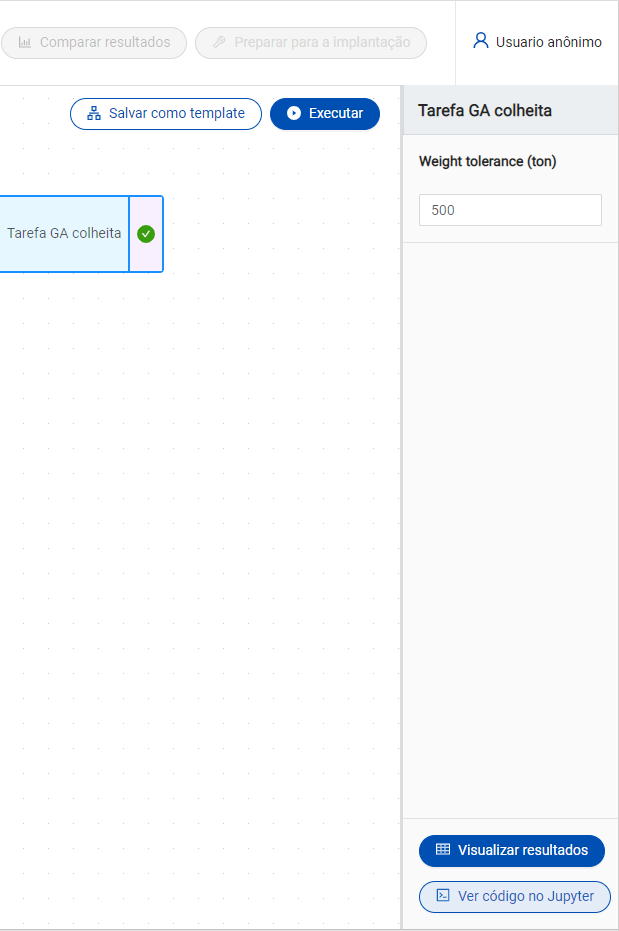 Comparar resultados
Preparar para a implantação
Usuario anônimo
Salvar como template
Executar
Tarefa GA colheita
Tarefa GA colheita
Weight tolerance (ton)
500
Visualizar resultados
Ver código no Jupyter